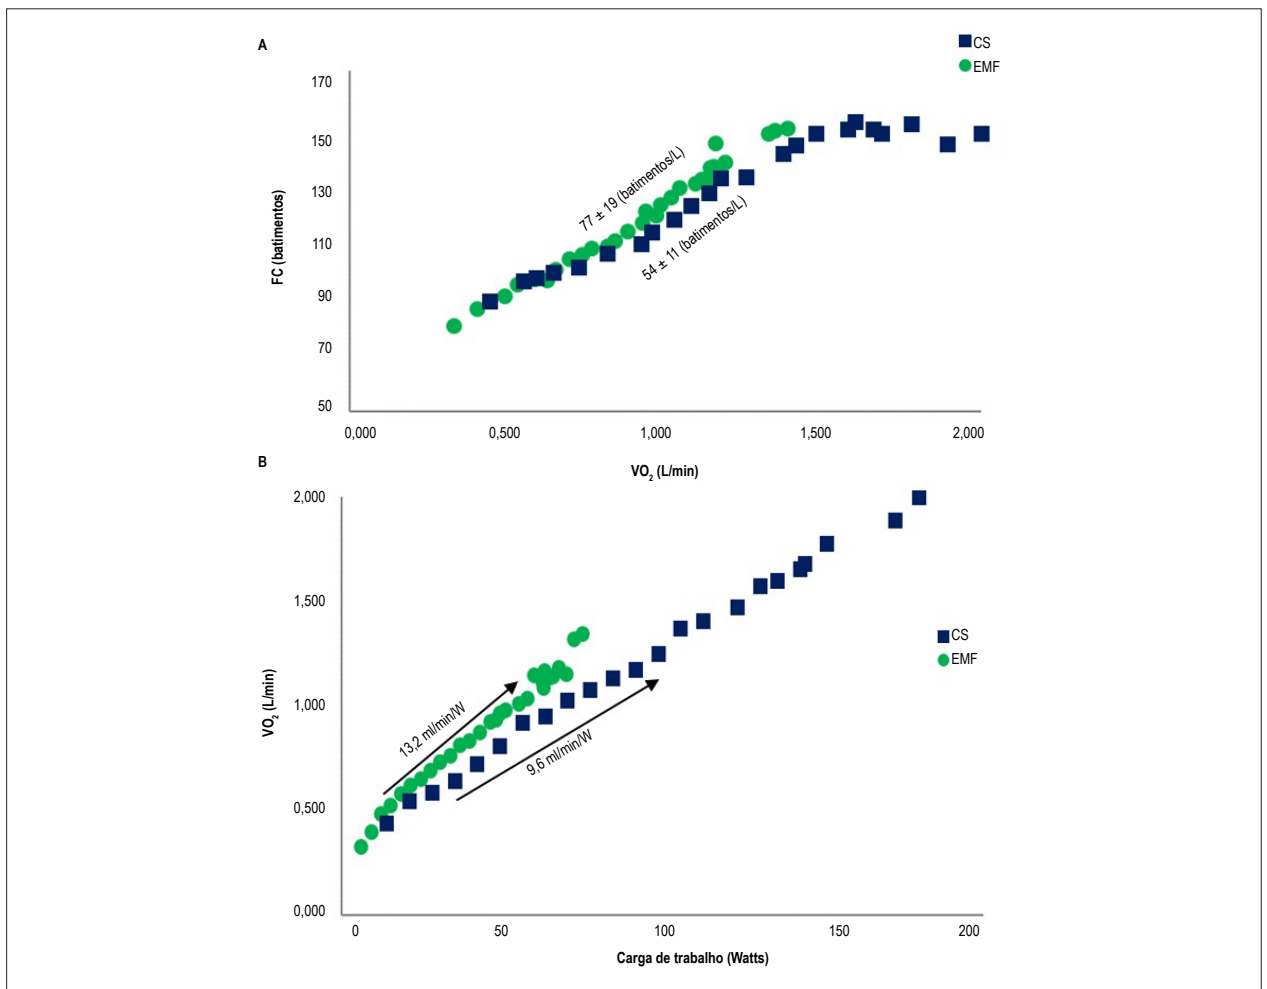 A
CS
EMF
170
150
130
110
90
70
50
FC (batimentos)
77 ± 19 (batimentos/L)
54 ± 11 (batimentos/L)
0,000
0,500
1,000
1,500
2,000
VO₂ (L/min)
B
2,000
1,500
1,000
0,500
0,000
VO₂ (L/min)
13,2 ml/min/W
9,6 ml/min/W
CS
EMF
0
50
100
150
200
Carga de trabalho (Watts)